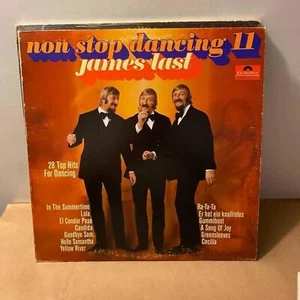 non stop dancing 11
james last
Polydor
28 Top Hits
For Dancing
In The Summertime
Lola
El Condor Pasa
Candida
Goodbye Sam,
Hello Samantha
Yellow River
Ra-Ta-Ta
Er hat ein knallrotes
Gummiboot
A Song Of Joy
Greensleeves
Cecilia